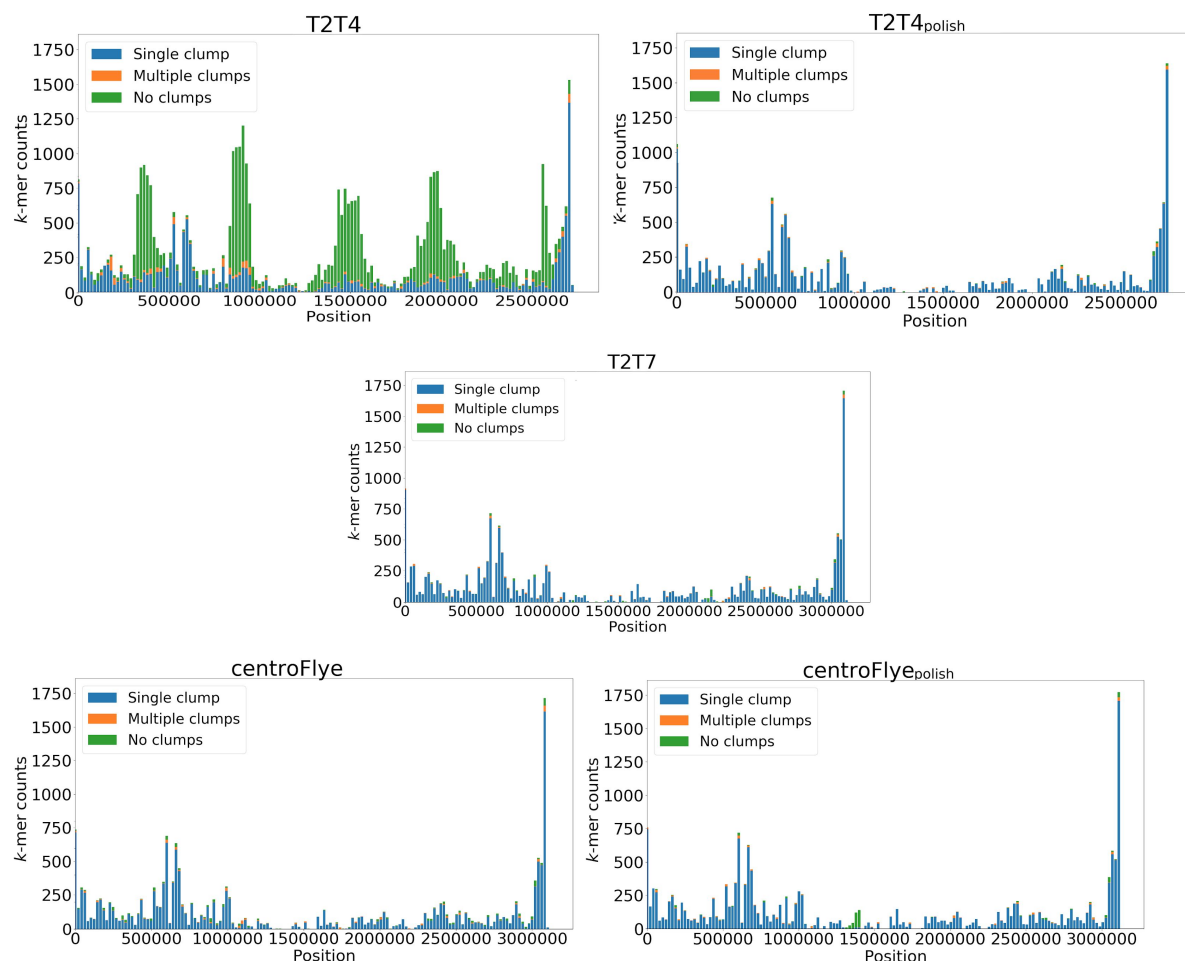 T2T4
1750
1500
1250
1000
750
500
250
0
k-mer counts
Single clump
Multiple clumps
No clumps
0 500000 1000000 1500000 2000000 2500000
Position
T2T4polish
1750
1500
1250
1000
750
500
250
0
k-mer counts
Single clump
Multiple clumps
No clumps
0 500000 1000000 1500000 2000000 2500000
Position
T2T7
1750
1500
1250
1000
750
500
250
0
k-mer counts
Single clump
Multiple clumps
No clumps
0 500000 1000000 1500000 2000000 2500000 3000000
Position
centroFlye
1750
1500
1250
1000
750
500
250
0
k-mer counts
Single clump
Multiple clumps
No clumps
0 500000 1000000 1500000 2000000 2500000 3000000
Position
centroFlyepolish
1750
1500
1250
1000
750
500
250
0
k-mer counts
Single clump
Multiple clumps
No clumps
0 500000 1000000 1500000 2000000 2500000 3000000
Position